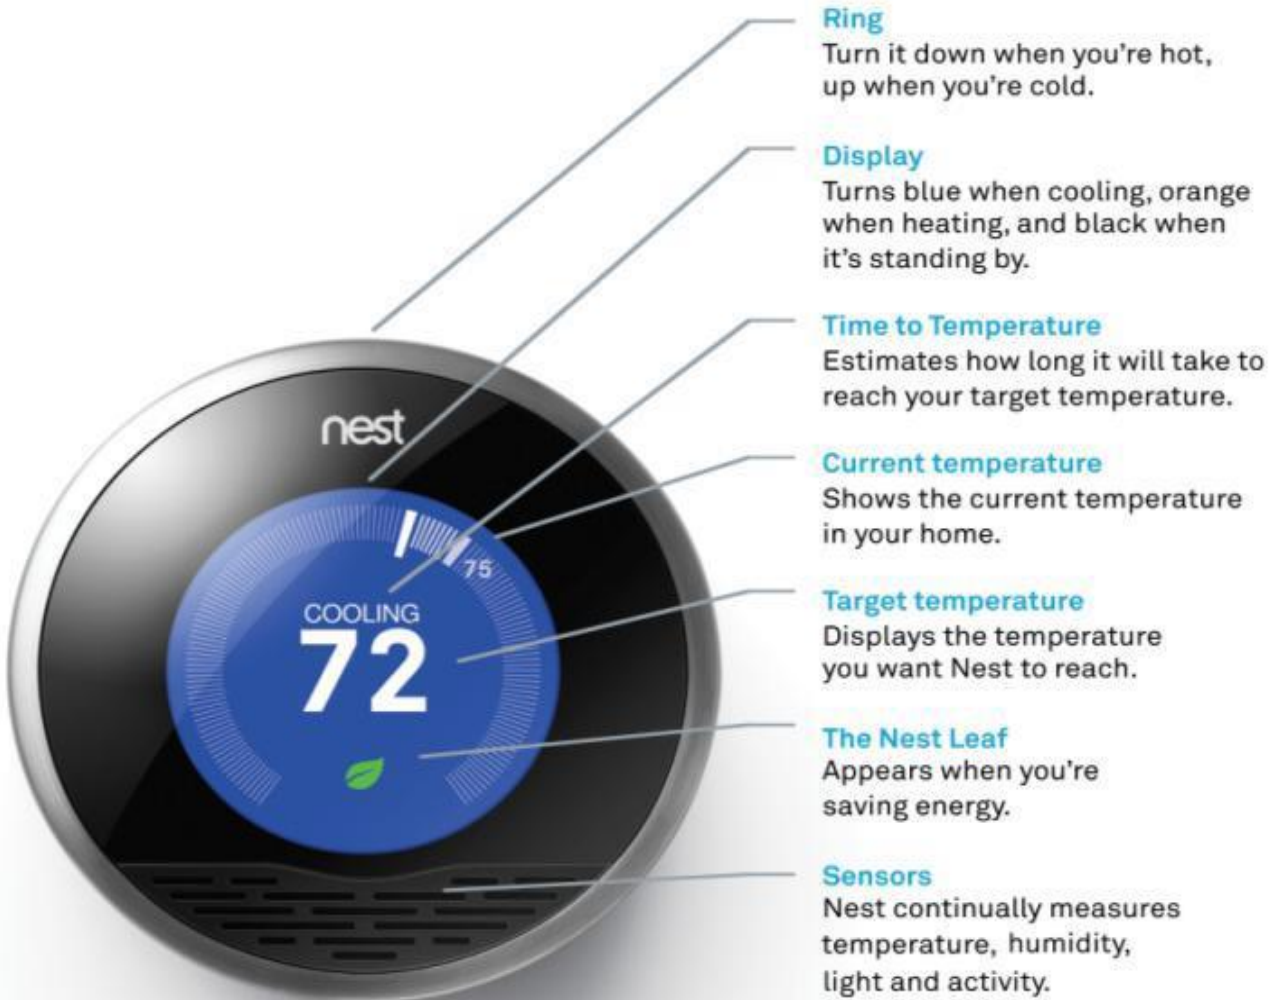 Ring
Turn it down when you're hot,
up when you're cold.
Display
Turns blue when cooling, orange
when heating, and black when
it's standing by.
Time to Temperature
Estimates how long it will take to
reach your target temperature.
Current temperature
Shows the current temperature
in your home.
Target temperature
Displays the temperature
you want Nest to reach.
The Nest Leaf
Appears when you're
saving energy.
Sensors
Nest continually measures
temperature, humidity,
light and activity.
nest
75
COOLING
72